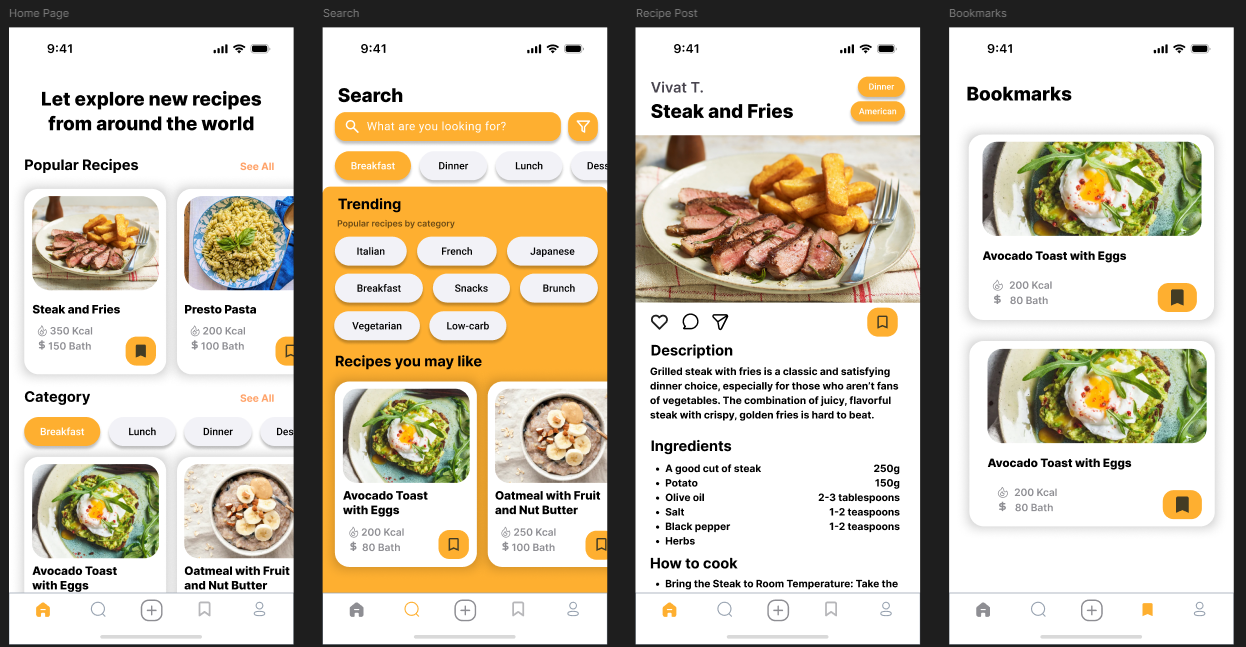 Home Page
9:41
Let explore new recipes
from around the world
Popular Recipes
See All
Steak and Fries
350 Kcal
$ 150 Bath
Presto Pasta
200 Kcal
$ 100 Bath
Category
See All
Breakfast
Lunch
Dinner
Des
Avocado Toast
with Eggs
Oatmeal with Fruit
and Nut Butter
Search
9:41
Search
What are you looking for?
Breakfast
Dinner
Lunch
Dess
Trending
Popular recipes by category
Italian
French
Japanese
Breakfast
Snacks
Brunch
Vegetarian
Low-carb
Recipes you may like
Avocado Toast
with Eggs
200 Kcal
$ 80 Bath
Oatmeal with Fruit
and Nut Butter
250 Kcal
$ 100 Bath
Recipe Post
9:41
Vivat T.
Steak and Fries
Dinner
American
Description
Grilled steak with fries is a classic and satisfying
dinner choice, especially for those who aren't fans
of vegetables. The combination of juicy, flavorful
steak with crispy, golden fries is hard to beat.
Ingredients
• A good cut of steak 250g
• Potato 150g
• Olive oil 2-3 tablespoons
• Salt 1-2 teaspoons
• Black pepper 1-2 teaspoons
• Herbs
How to cook
• Bring the Steak to Room Temperature: Take the
Bookmarks
9:41
Bookmarks
Avocado Toast with Eggs
200 Kcal
$ 80 Bath
Avocado Toast with Eggs
200 Kcal
$ 80 Bath